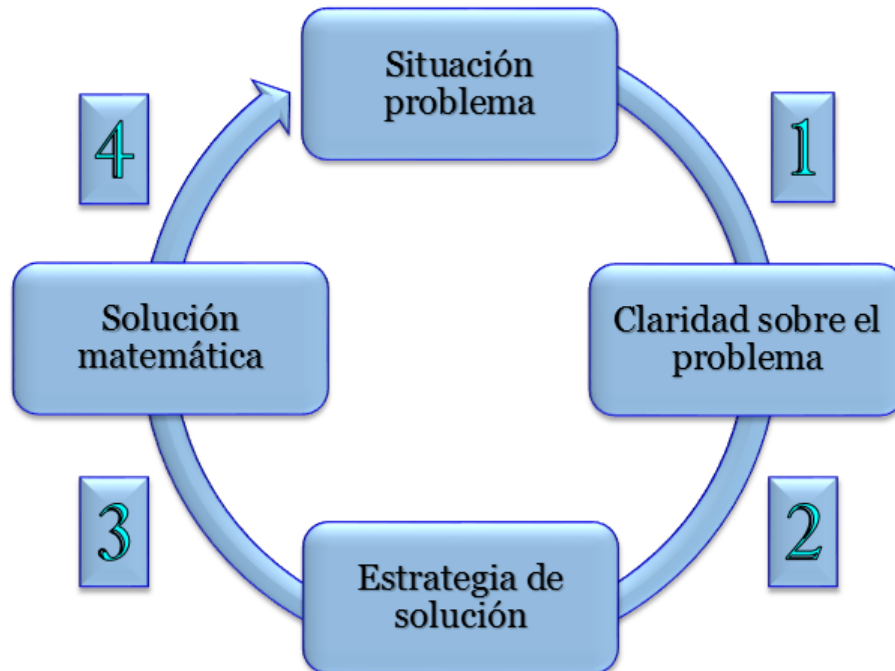 Situación
problema
1
Claridad sobre el
problema
2
Estrategia de
solución
3
Solución
matemática
4